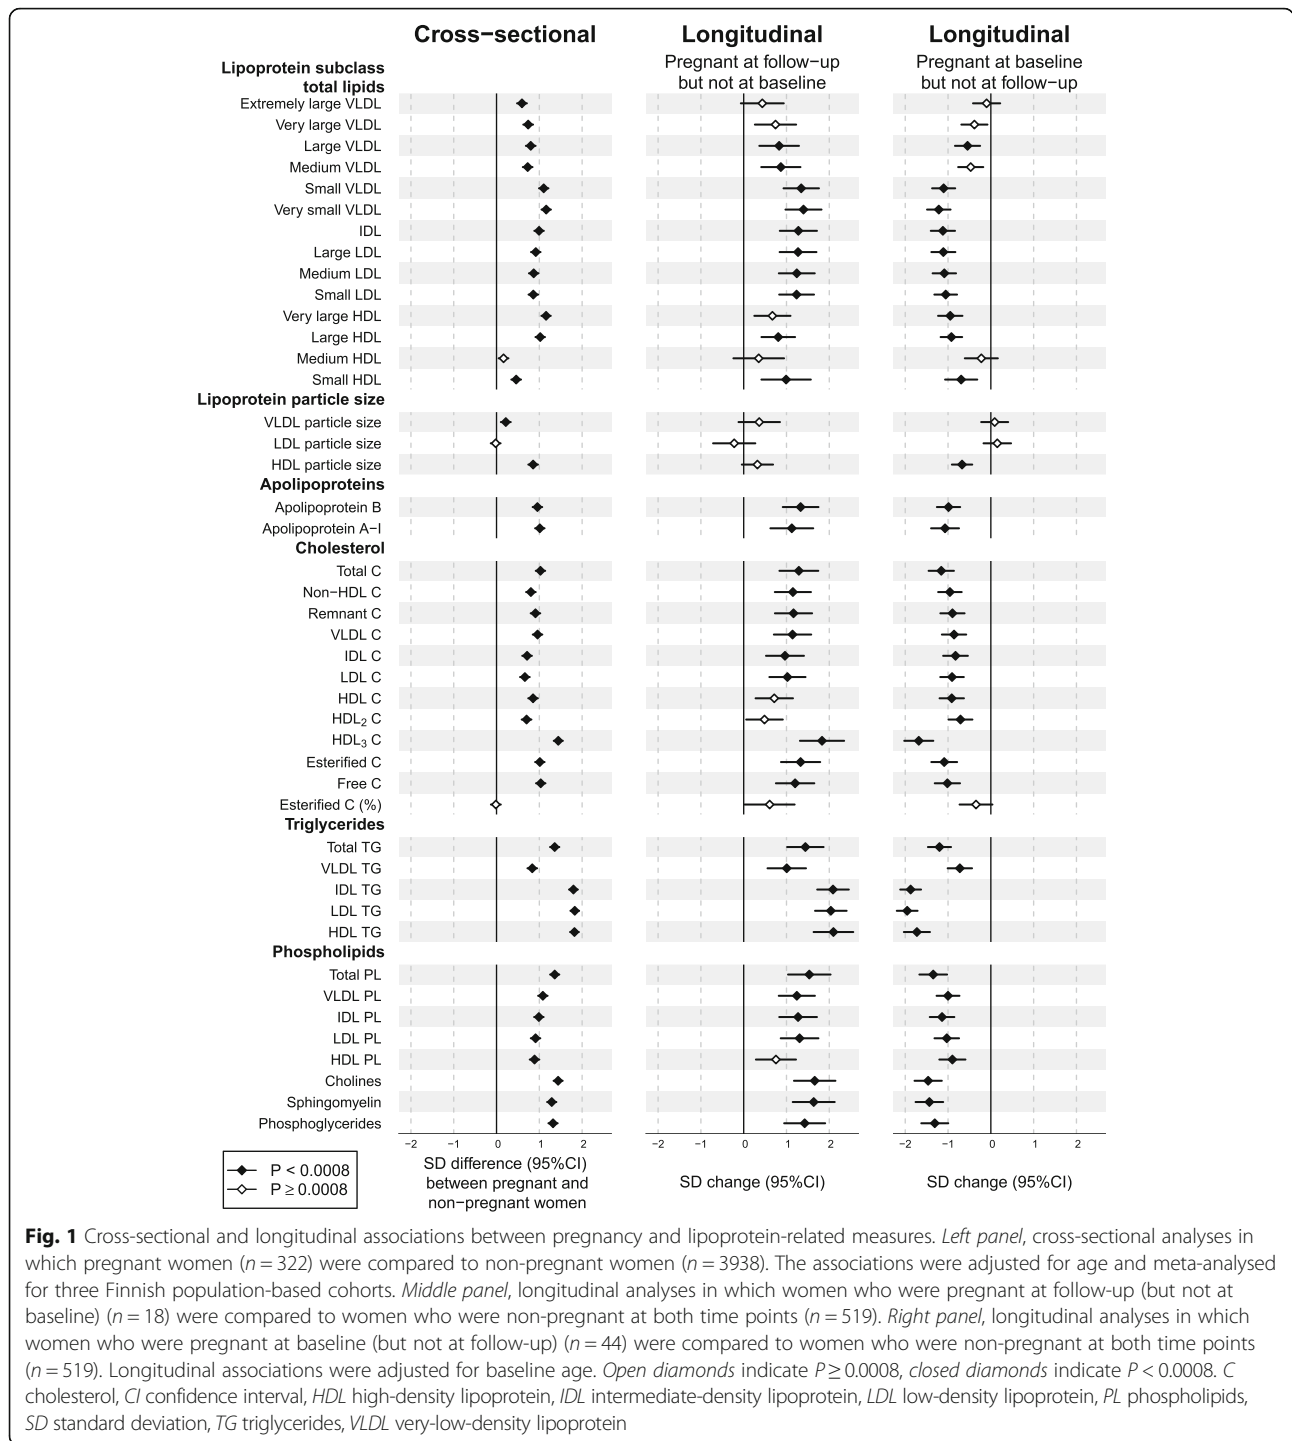 Cross−sectional
Longitudinal
Longitudinal
Pregnant at follow−up
but not at baseline
Pregnant at baseline
but not at follow−up
Lipoprotein subclass
total lipids
Extremely large VLDL
Very large VLDL
Large VLDL
Medium VLDL
Small VLDL
Very small VLDL
IDL
Large LDL
Medium LDL
Small LDL
Very large HDL
Large HDL
Medium HDL
Small HDL
Lipoprotein particle size
VLDL particle size
LDL particle size
HDL particle size
Apolipoproteins
Apolipoprotein B
Apolipoprotein A−I
Cholesterol
Total C
Non−HDL C
Remnant C
VLDL C
IDL C
LDL C
HDL C
HDL₂ C
HDL₃ C
Esterified C
Free C
Esterified C (%)
Triglycerides
Total TG
VLDL TG
IDL TG
LDL TG
HDL TG
Phospholipids
Total PL
VLDL PL
IDL PL
LDL PL
HDL PL
Cholines
Sphingomyelin
Phosphoglycerides
−2 −1 0 1 2
−2 −1 0 1 2
−2 −1 0 1 2
SD difference (95%CI)
between pregnant and
non−pregnant women
SD change (95%CI)
SD change (95%CI)
P < 0.0008
P ≥ 0.0008
Fig. 1 Cross-sectional and longitudinal associations between pregnancy and lipoprotein-related measures. Left panel, cross-sectional analyses in
which pregnant women (n = 322) were compared to non-pregnant women (n = 3938). The associations were adjusted for age and meta-analysed
for three Finnish population-based cohorts. Middle panel, longitudinal analyses in which women who were pregnant at follow-up (but not at
baseline) (n = 18) were compared to women who were non-pregnant at both time points (n = 519). Right panel, longitudinal analyses in which
women who were pregnant at baseline (but not at follow-up) (n = 44) were compared to women who were non-pregnant at both time points
(n = 519). Longitudinal associations were adjusted for baseline age. Open diamonds indicate P ≥ 0.0008, closed diamonds indicate P < 0.0008. C
cholesterol, CI confidence interval, HDL high-density lipoprotein, IDL intermediate-density lipoprotein, LDL low-density lipoprotein, PL phospholipids,
SD standard deviation, TG triglycerides, VLDL very-low-density lipoprotein